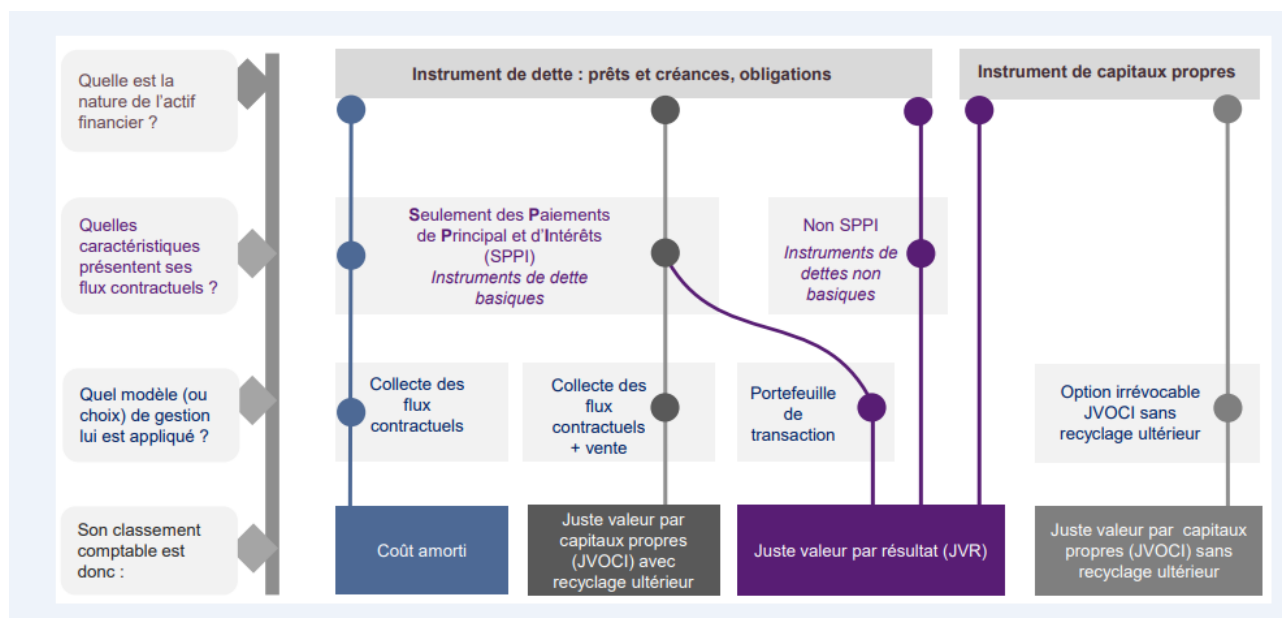 Quelle est la
nature de l'actif
financier ?
Instrument de dette : prêts et créances, obligations
Instrument de capitaux propres
Quelles
caractéristiques
présentent ses
flux contractuels ?
Seulement des Paiements
de Principal et d'Intérêts
(SPPI)
Instruments de dette
basiques
Non SPPI
Instruments de
dettes non
basiques
Quel modèle (ou
choix) de gestion
lui est appliqué ?
Collecte des
flux
contractuels
Collecte des
flux
contractuels
+ vente
Portefeuille
de
transaction
Option irrévocable
JVOCI sans
recyclage ultérieur
Son classement
comptable est
donc :
Coût amorti
Juste valeur par
capitaux propres
(JVOCI) avec
recyclage ultérieur
Juste valeur par résultat (JVR)
Juste valeur par capitaux
propres (JVOCI) sans
recyclage ultérieur